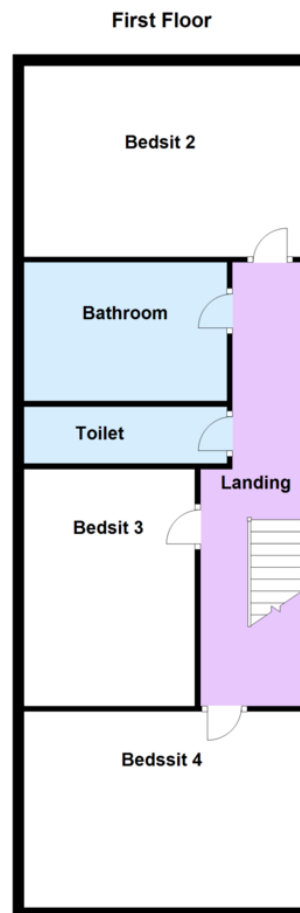 First Floor
Bedsit 2
Bathroom
Toilet
Landing
Bedsit 3
Bedssit 4